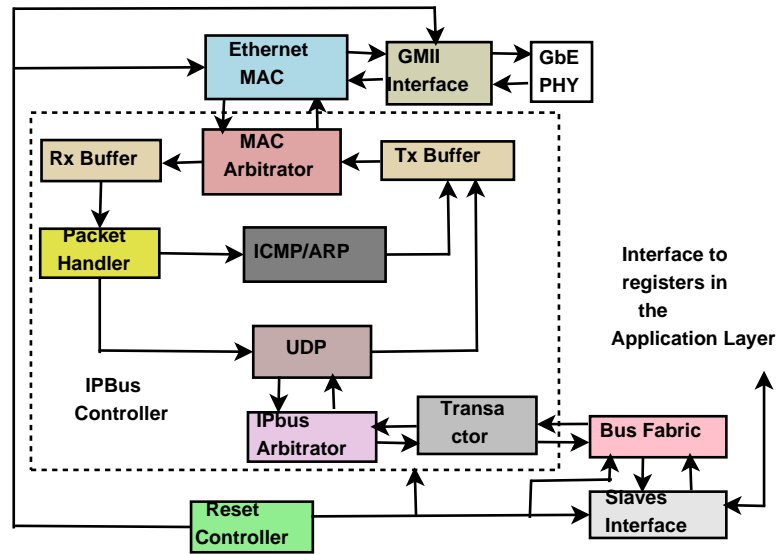 Ethernet
MAC
GMII
Interface
GbE
PHY
Rx Buffer
MAC
Arbitrator
Tx Buffer
Packet
Handler
ICMP/ARP
Interface to
registers in
the
Application Layer
UDP
IPBus
Controller
IPbus
Arbitrator
Transa
ctor
Bus Fabric
Reset
Controller
Slaves
Interface